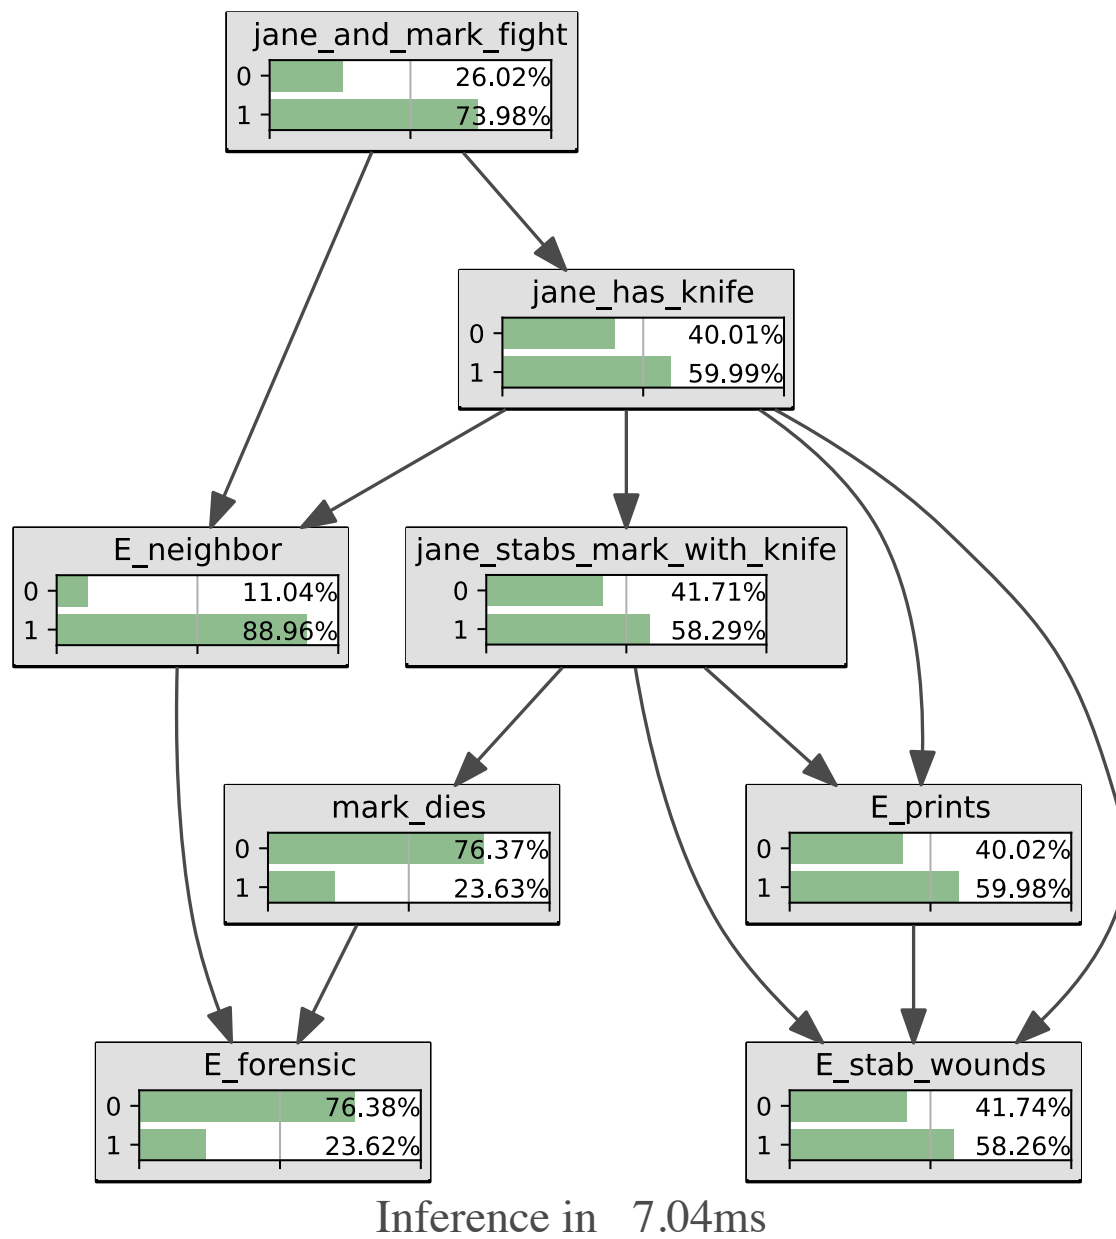 jane_and_mark_fight
0 26.02%
1 73.98%
jane_has_knife
0 40.01%
1 59.99%
E_neighbor
0 11.04%
1 88.96%
jane_stabs_mark_with_knife
0 41.71%
1 58.29%
mark_dies
0 76.37%
1 23.63%
E_prints
0 40.02%
1 59.98%
E_forensic
0 76.38%
1 23.62%
E_stab_wounds
0 41.74%
1 58.26%
Inference in 7.04ms